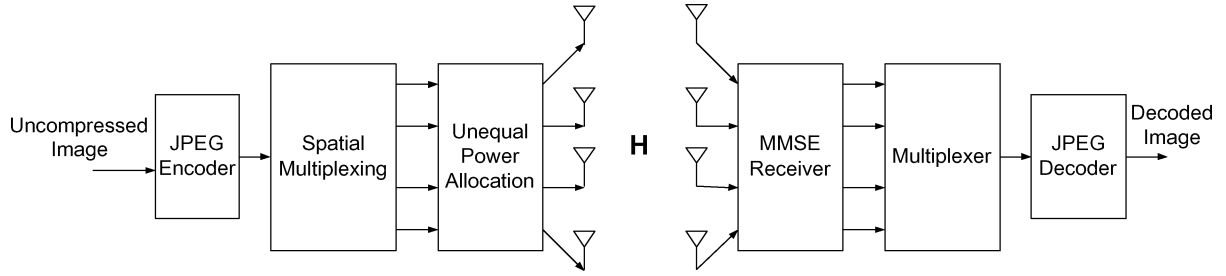 Uncompressed
Image
JPEG
Encoder
Spatial
Multiplexing
Unequal
Power
Allocation
H
MMSE
Receiver
Multiplexer
JPEG
Decoder
Decoded
Image